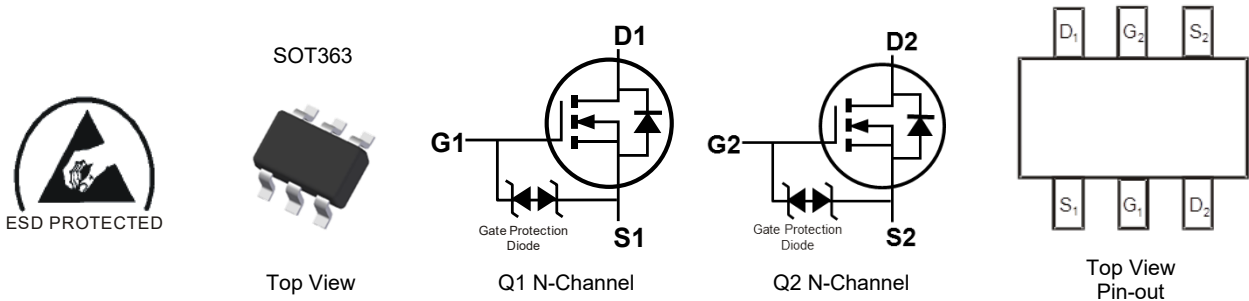 ESD PROTECTED
SOT363
Top View
D1
G1
Gate Protection
Diode
S1
Q1 N-Channel
D2
G2
Gate Protection
Diode
S2
Q2 N-Channel
D1 G2 S2
S1 G1 D2
Top View
Pin-out